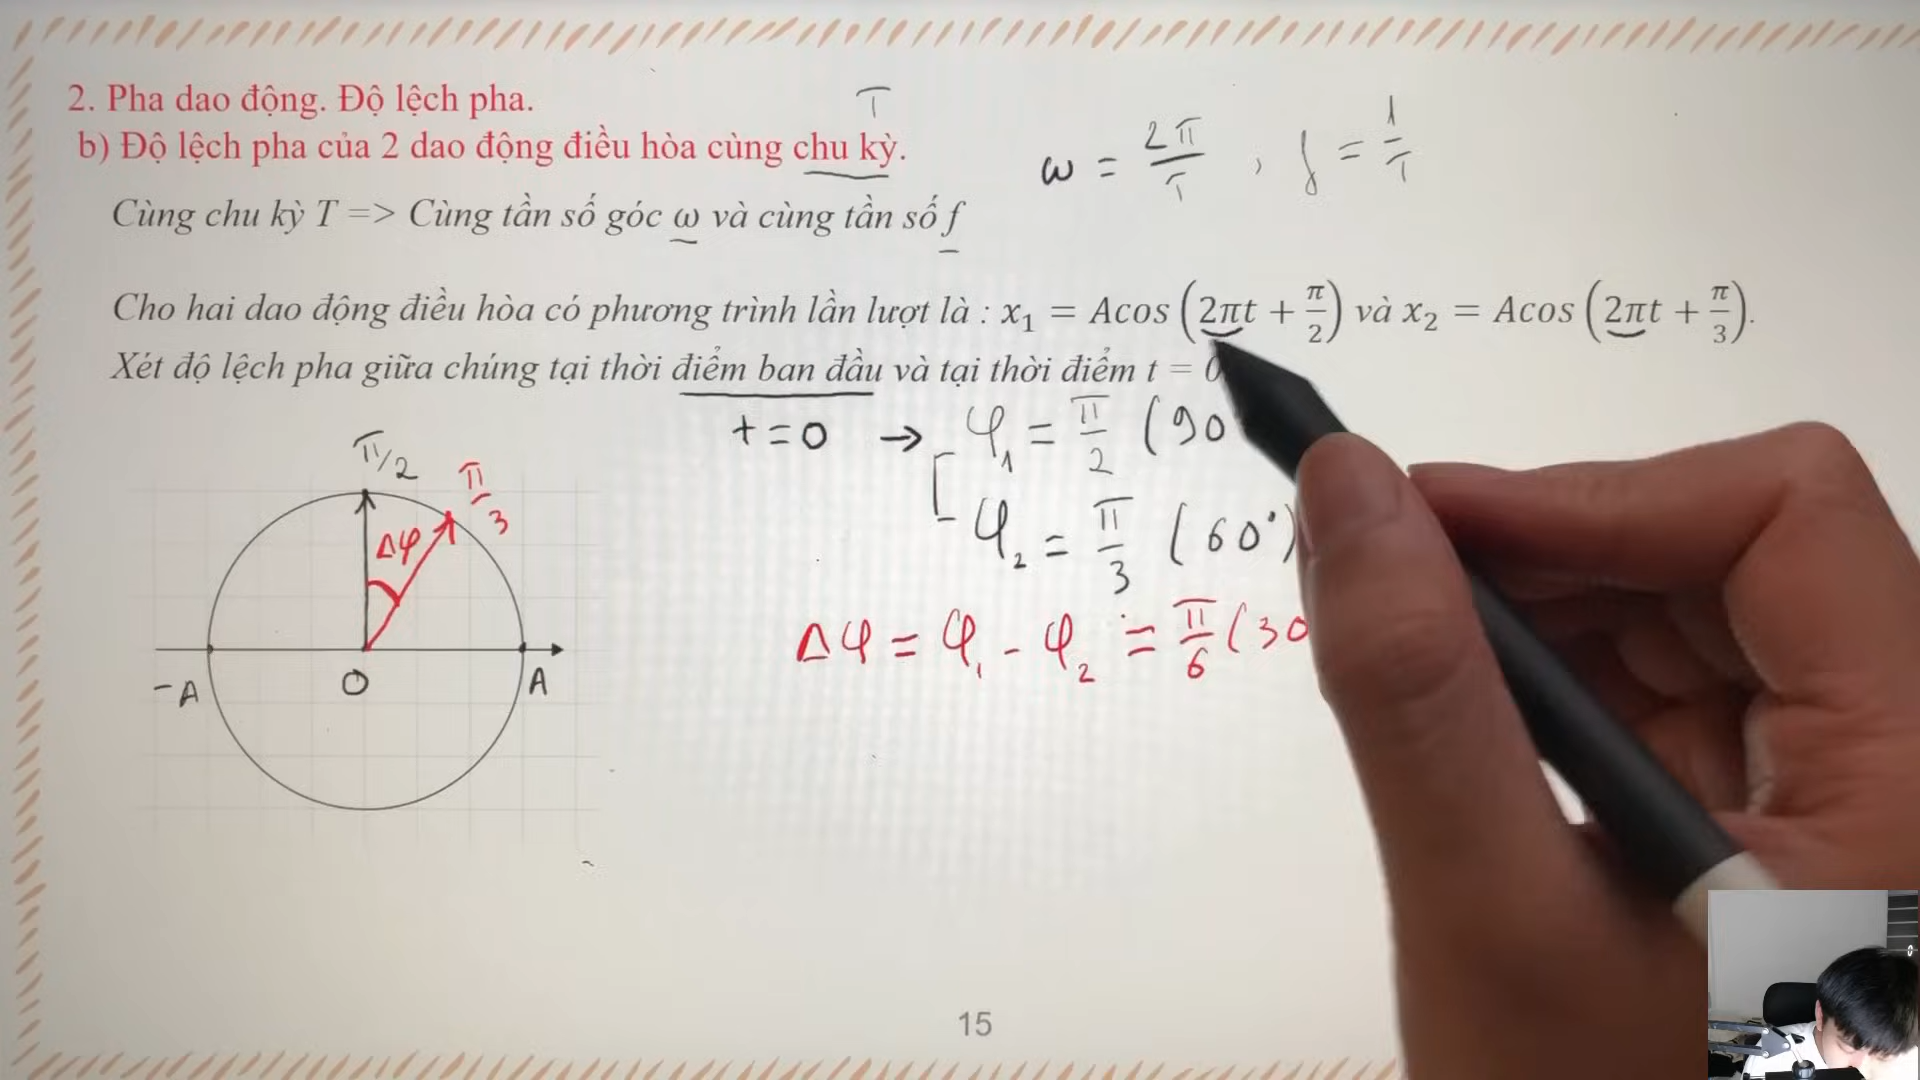 2. Pha dao động. Độ lệch pha.
T
b) Độ lệch pha của 2 dao động điều hòa cùng chu kỳ.
ω = 2π/T , f = 1/T
Cùng chu kỳ T => Cùng tần số góc ω và cùng tần số f
Cho hai dao động điều hòa có phương trình lần lượt là : x₁ = Acos(2πt + π/2) và x₂ = Acos(2πt + π/3).
Xét độ lệch pha giữa chúng tại thời điểm ban đầu và tại thời điểm t = 0
t = 0 → φ₁ = π/2 (90
φ₂ = π/3 (60°)
Δφ = φ₁ - φ₂ = π/6 (30
π/2
π/3
Δφ
-A
O
A
15